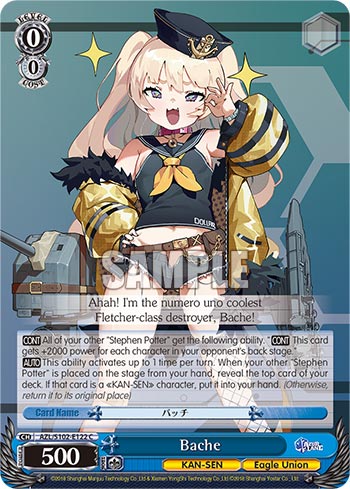 LEVEL
0
0
COST
DOLLINS
SAMPLE
Ahah! I'm the numero uno coolest
Fletcher-class destroyer, Bache!
CONT All of your other "Stephen Potter" get the following ability. "CONT This card
gets +2000 power for each character in your opponent's back stage."
AUTO This ability activates up to 1 time per turn. When your other "Stephen
Potter" is placed on the stage from your hand, reveal the top card of your
deck. If that card is a «KAN-SEN» character, put it into your hand. (Otherwise,
return it to its original place)
Card Name
バッチ
CH
AZL/S102-E122 C
Bache
POWER
500
KAN-SEN
Eagle Union
©2019 Shanghai Manjuu Technology Co.,Ltd & Xiamen YongShi Technology Co.,Ltd | ©2018 Shanghai Yostar Co.,Ltd.